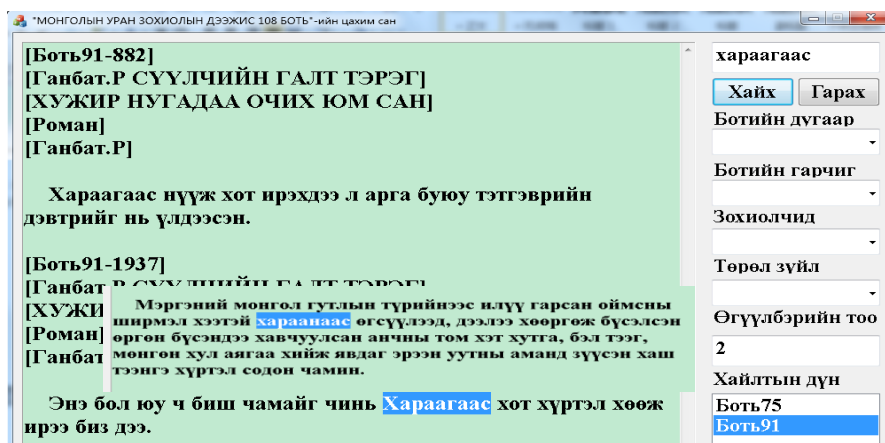 "МОНГОЛЫН УРАН ЗОХИОЛЫН ДЭЭЖИС 108 БОТЬ"-ийн цахим сан
[Боть91-882]
[Ганбат.Р СҮҮЛЧИЙН ГАЛТ ТЭРЭГ]
[ХУЖИР НУГАДАА ОЧИХ ЮМ САН]
[Роман]
[Ганбат.Р]
Хараагаас нүүж хот ирэхдээ л арга буюу тэтгэврийн
дэвтрийг нь үлдээсэн.
[Боть91-1937]
[Ганбат.Р СҮҮЛЧИЙН ГАЛТ ТЭРЭГ]
[ХУЖИ
[Роман]
[Ганбат
Мэргэний монгол гутлын түрийнээс илүү гарсан оймсны
ширмэл хээтэй хараанаас өгсүүлээд, дээлээ хөөргөж бүсэлсэн
өргөн бүсэндээ хавчуулсан анчны том хэт хутга, бэл тээг,
мөнгөн хул аягаа хийж явдаг эрээн уутны аманд зүүсэн хаш
тээнгэ хүртэл содон чамин.
Энэ бол юу ч биш чамайг чинь Хараагаас хот хүртэл хөөж
ирээ биз дээ.
хараагаас
Хайх Гарах
Ботийн дугаар
Ботийн гарчиг
Зохиолчид
Төрөл зүйл
Өгүүлбэрийн тоо
2
Хайлтын дүн
Боть75
Боть91